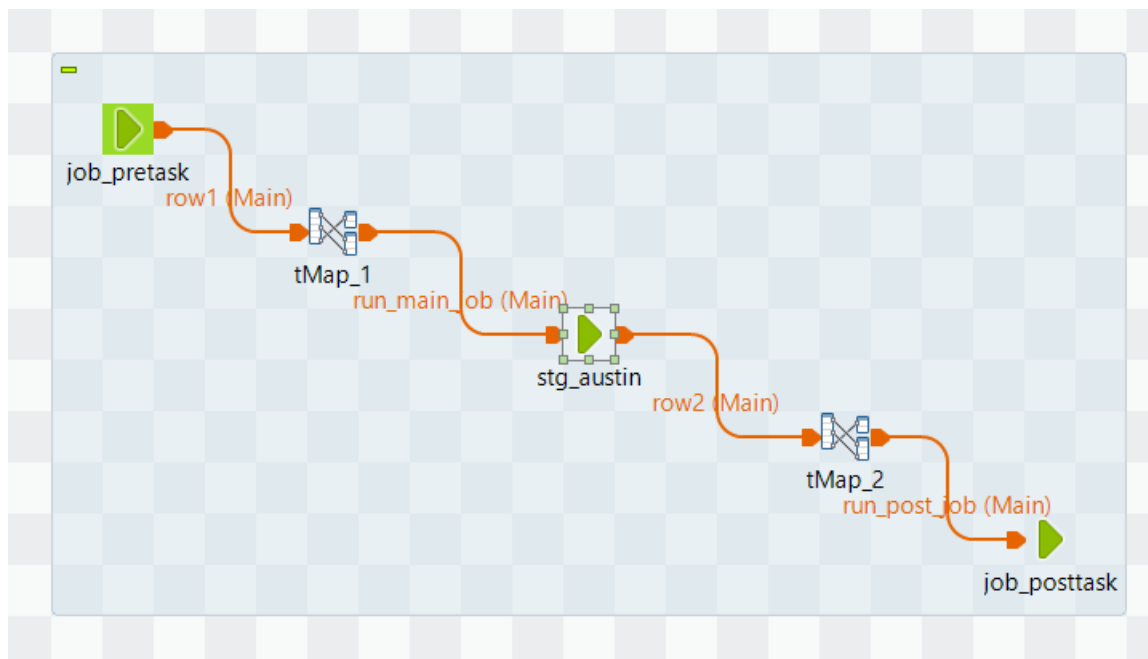 job_pretask
row1 (Main)
tMap_1
run_main_job (Main)
stg_austin
row2 (Main)
tMap_2
run_post_job (Main)
job_posttask